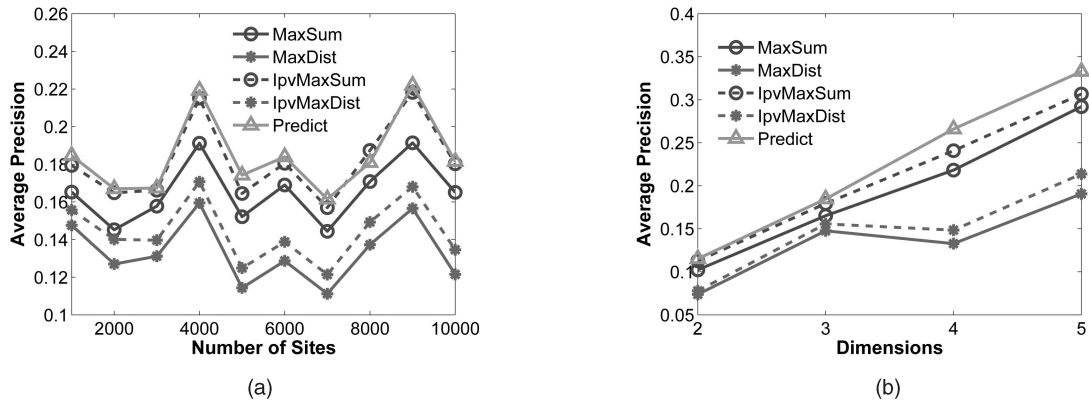 0.26
0.24
0.22
0.2
0.18
0.16
0.14
0.12
0.1
Average Precision
MaxSum
MaxDist
IpvMaxSum
IpvMaxDist
Predict
2000 4000 6000 8000 10000
Number of Sites
(a)
0.4
0.35
0.3
0.25
0.2
0.15
0.1
0.05
Average Precision
MaxSum
MaxDist
IpvMaxSum
IpvMaxDist
Predict
2 3 4 5
Dimensions
(b)